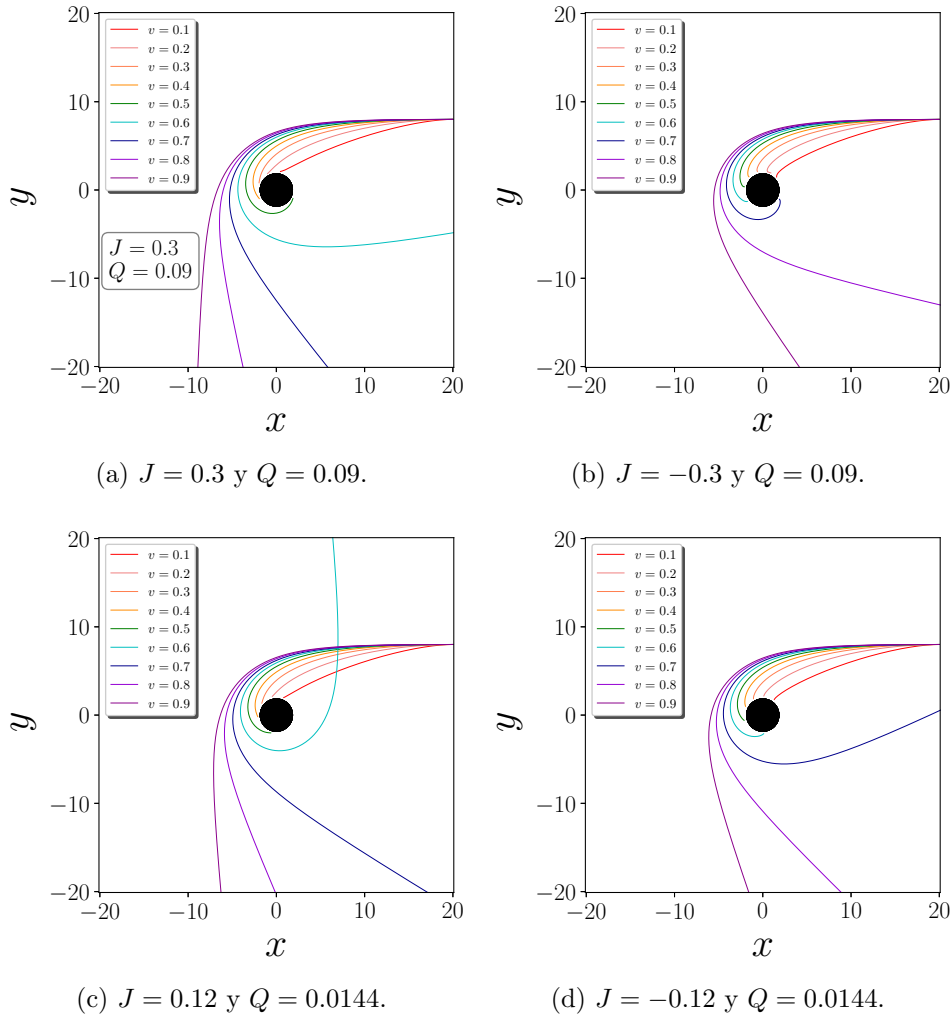 20
10
0
−10
−20
y
v = 0.1
v = 0.2
v = 0.3
v = 0.4
v = 0.5
v = 0.6
v = 0.7
v = 0.8
v = 0.9
J = 0.3
Q = 0.09
−20 −10 0 10 20
x
(a) J = 0.3 y Q = 0.09.
20
10
0
−10
−20
y
v = 0.1
v = 0.2
v = 0.3
v = 0.4
v = 0.5
v = 0.6
v = 0.7
v = 0.8
v = 0.9
−20 −10 0 10 20
x
(b) J = −0.3 y Q = 0.09.
20
10
0
−10
−20
y
v = 0.1
v = 0.2
v = 0.3
v = 0.4
v = 0.5
v = 0.6
v = 0.7
v = 0.8
v = 0.9
−20 −10 0 10 20
x
(c) J = 0.12 y Q = 0.0144.
20
10
0
−10
−20
y
v = 0.1
v = 0.2
v = 0.3
v = 0.4
v = 0.5
v = 0.6
v = 0.7
v = 0.8
v = 0.9
−20 −10 0 10 20
x
(d) J = −0.12 y Q = 0.0144.